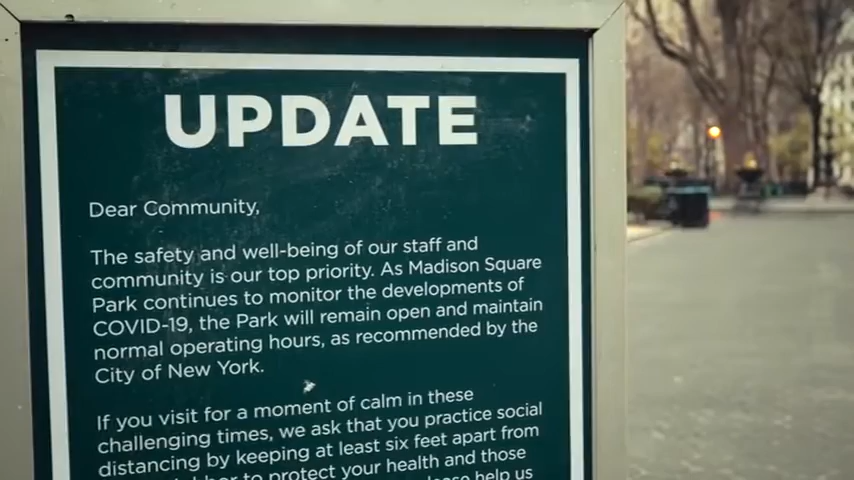 UPDATE
Dear Community,
The safety and well-being of our staff and
community is our top priority. As Madison Square
Park continues to monitor the developments of
COVID-19, the Park will remain open and maintain
normal operating hours, as recommended by the
City of New York.
If you visit for a moment of calm in these
challenging times, we ask that you practice social
distancing by keeping at least six feet apart from
to protect your health and those
help us